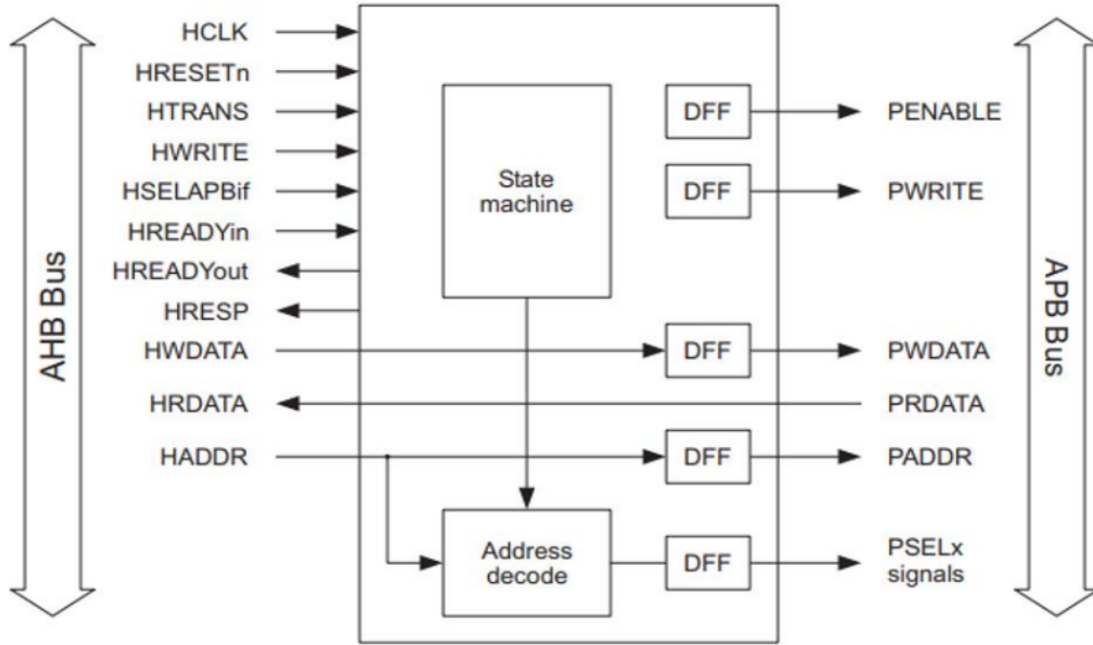 AHB Bus
HCLK
HRESETn
HTRANS
HWRITE
HSELAPBif
HREADYin
HREADYout
HRESP
HWDATA
HRDATA
HADDR
State
machine
Address
decode
DFF
DFF
DFF
DFF
DFF
PENABLE
PWRITE
PWDATA
PRDATA
PADDR
PSELx
signals
APB Bus